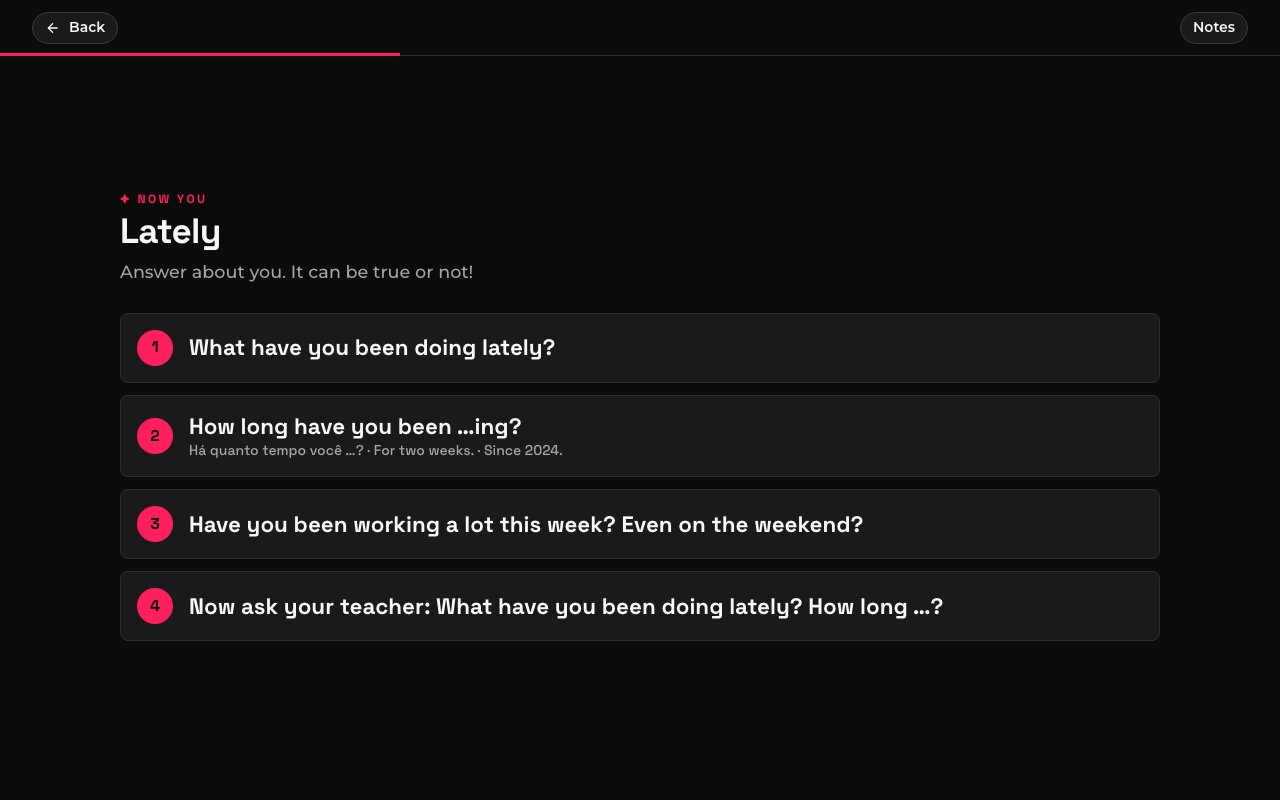 ← Back
Notes
✦ NOW YOU
Lately
Answer about you. It can be true or not!
1 What have you been doing lately?
2 How long have you been …ing?
Há quanto tempo você …? · For two weeks. · Since 2024.
3 Have you been working a lot this week? Even on the weekend?
4 Now ask your teacher: What have you been doing lately? How long …?